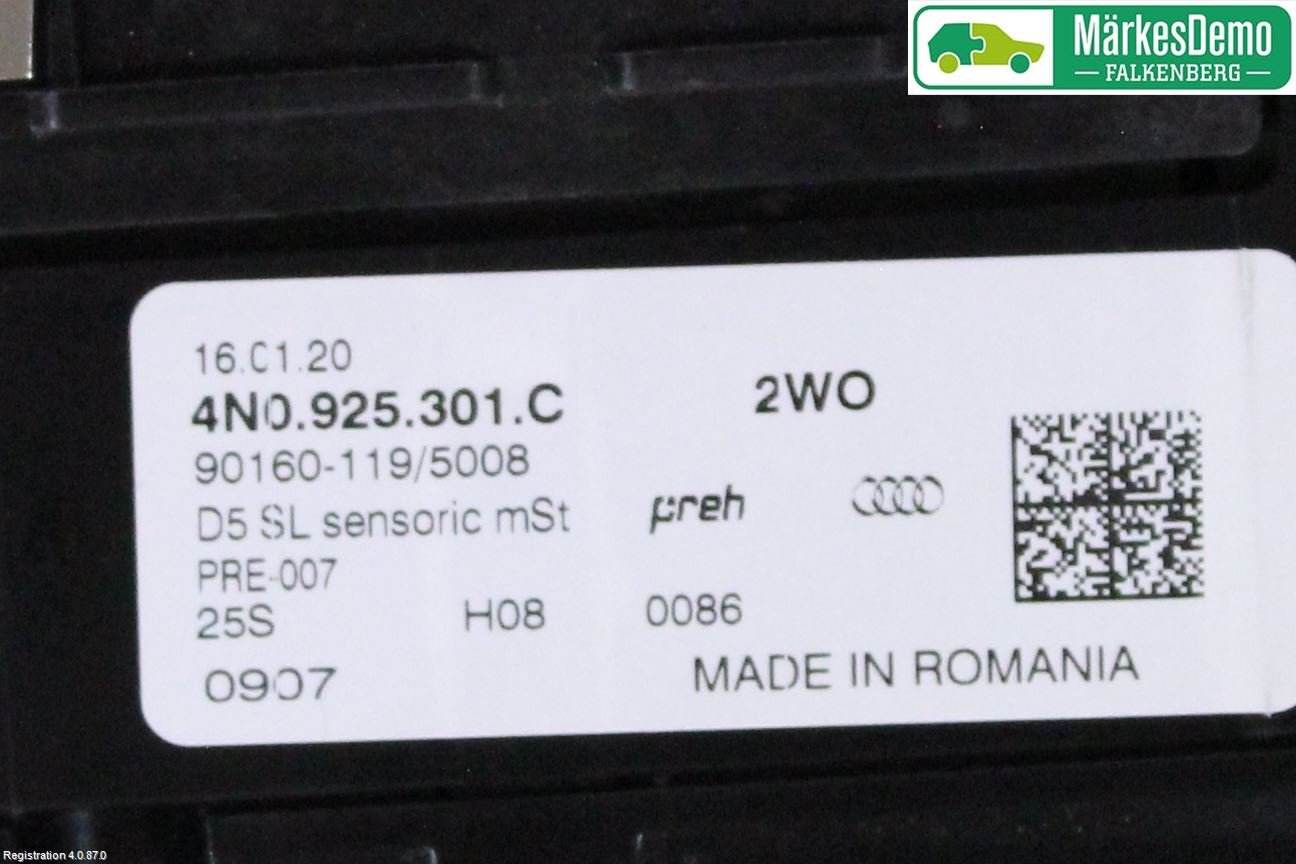 MärkesDemo
FALKENBERG
16.01.20
4N0.925.301.C 2WO
90160-119/5008
D5 SL sensoric mSt preh
PRE-007
25S H08 0086
0907 MADE IN ROMANIA
Registration 4.0.87.0